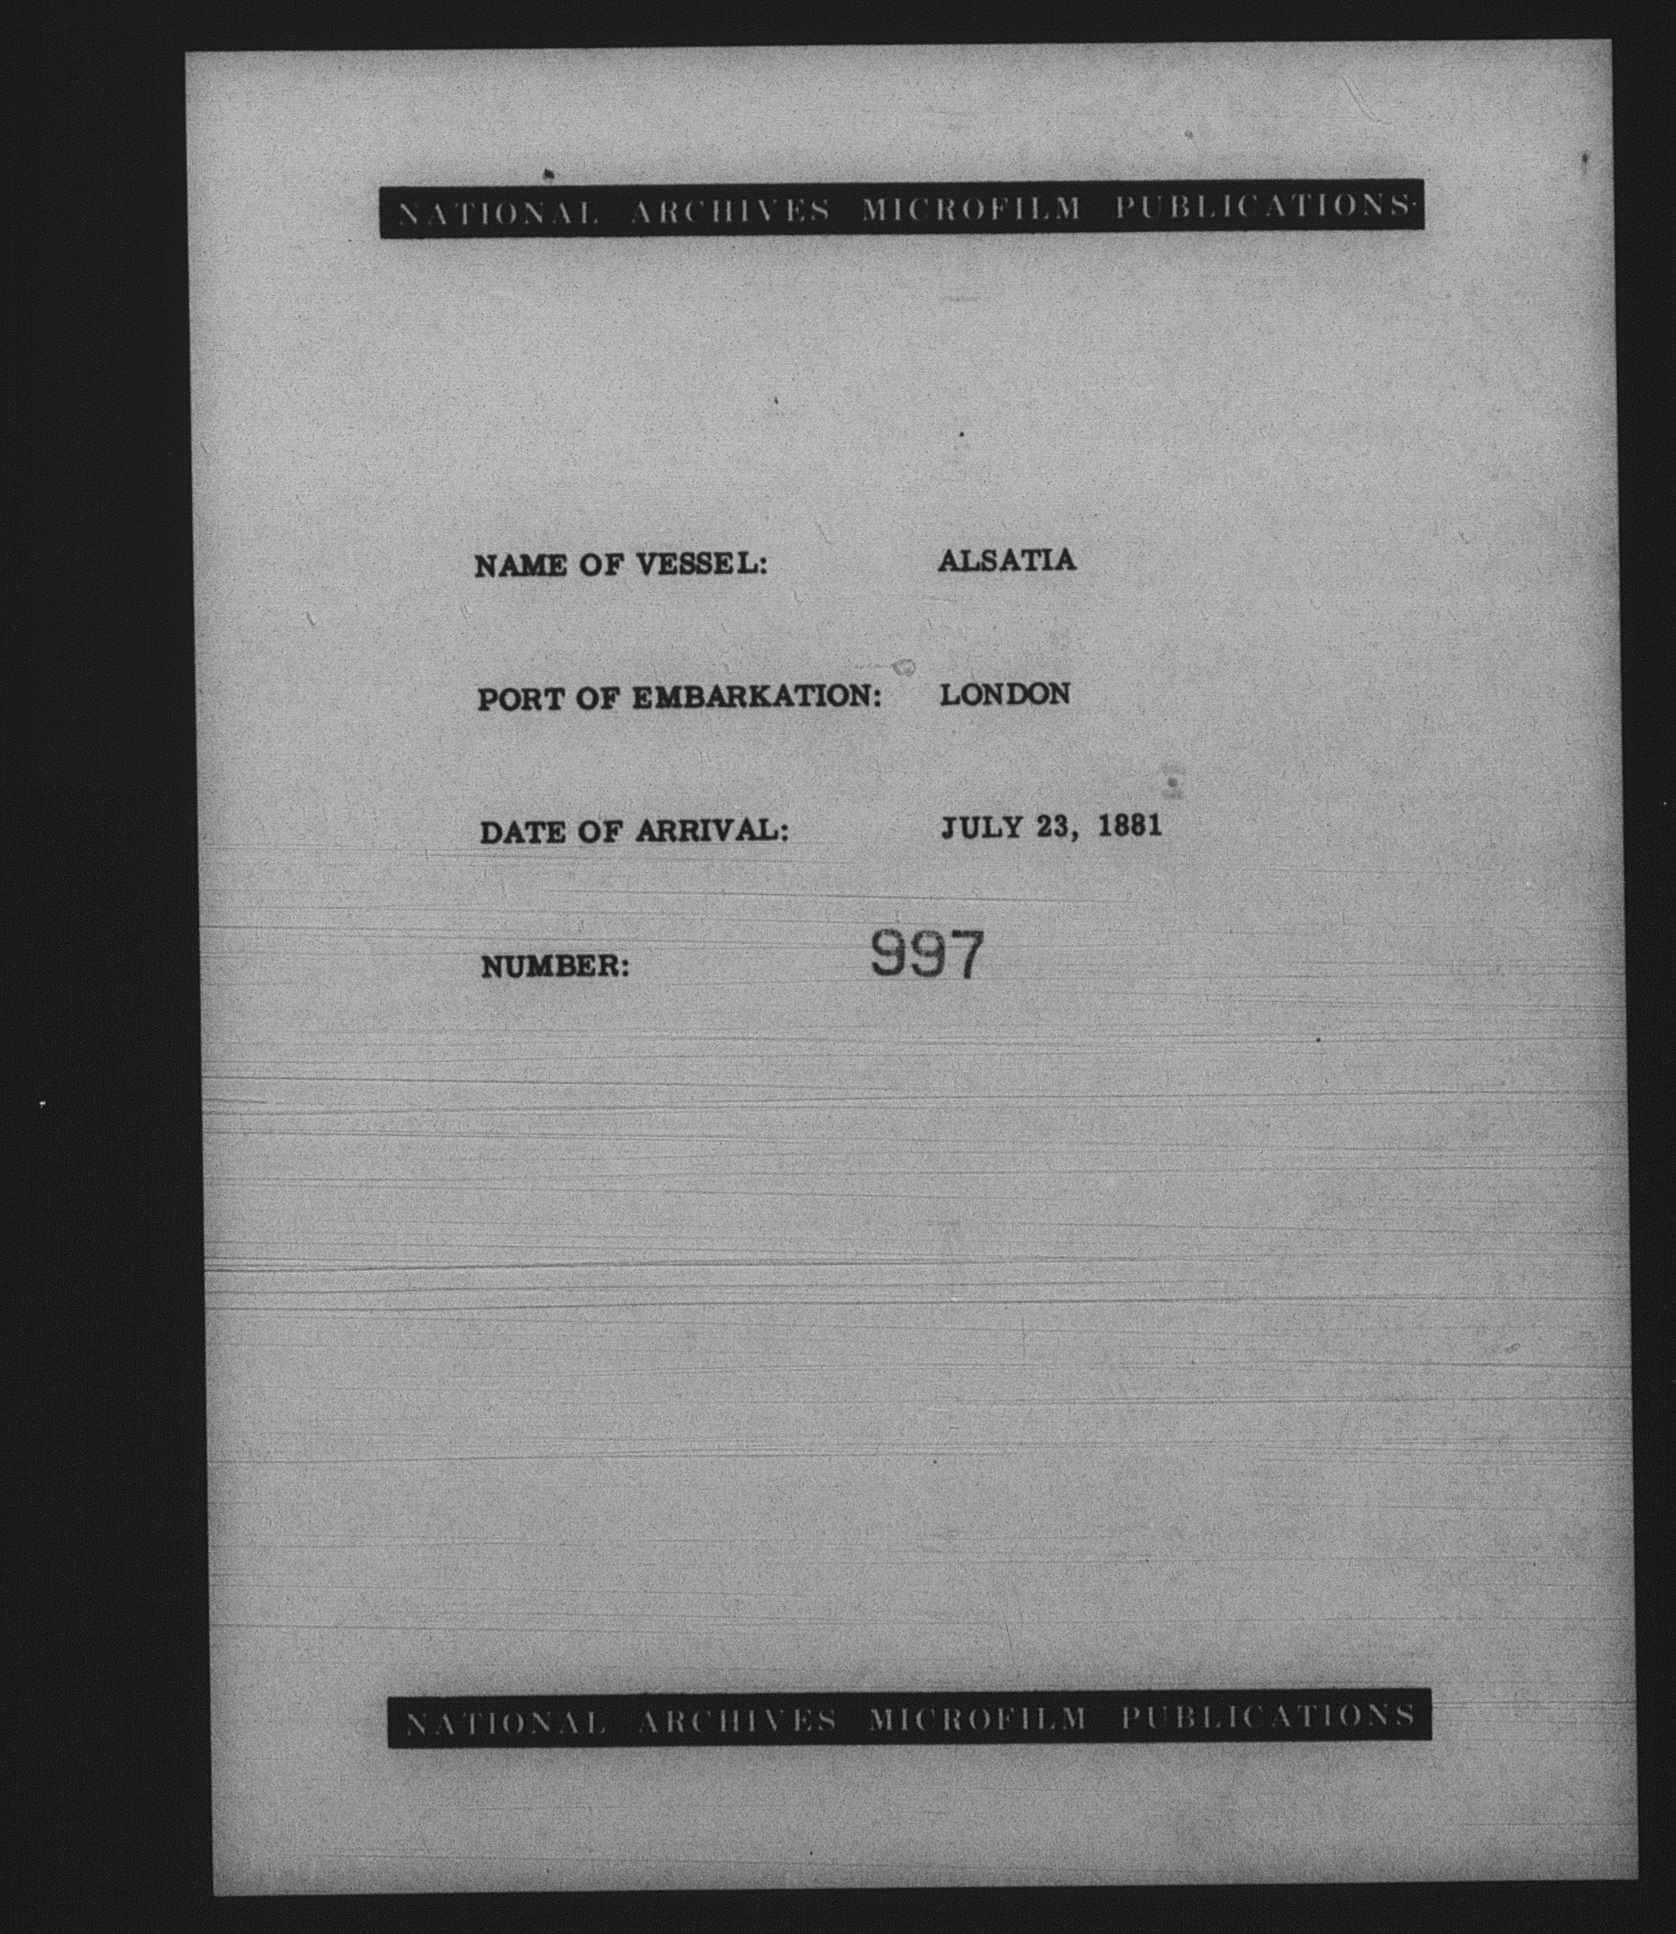 NATIONAL ARCHIVES MICROFILM PUBLICATIONS
NAME OF VESSEL: ALSATIA
PORT OF EMBARKATION: LONDON
DATE OF ARRIVAL: JULY 23, 1881
NUMBER: 997
NATIONAL ARCHIVES MICROFILM PUBLICATIONS